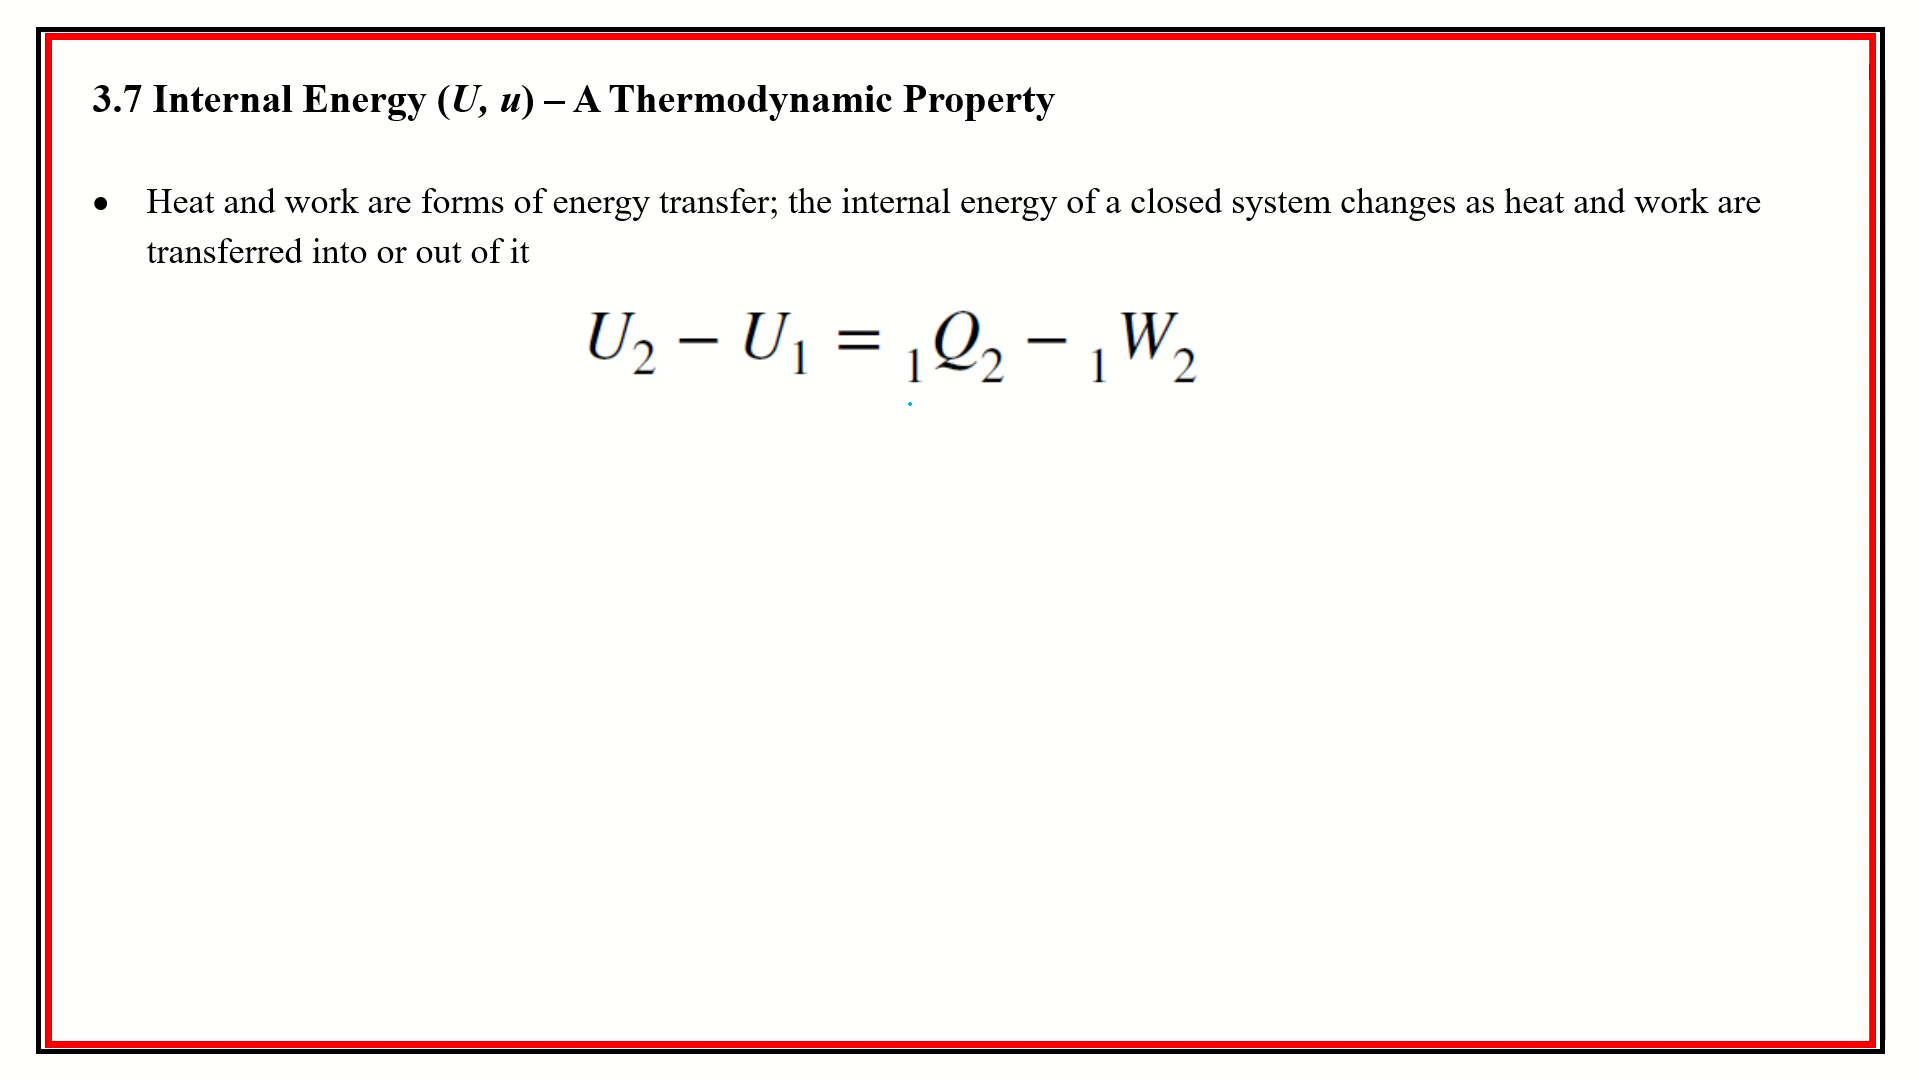 3.7 Internal Energy (U, u) – A Thermodynamic Property
• Heat and work are forms of energy transfer; the internal energy of a closed system changes as heat and work are
transferred into or out of it
U₂ − U₁ = ₁Q₂ − ₁W₂